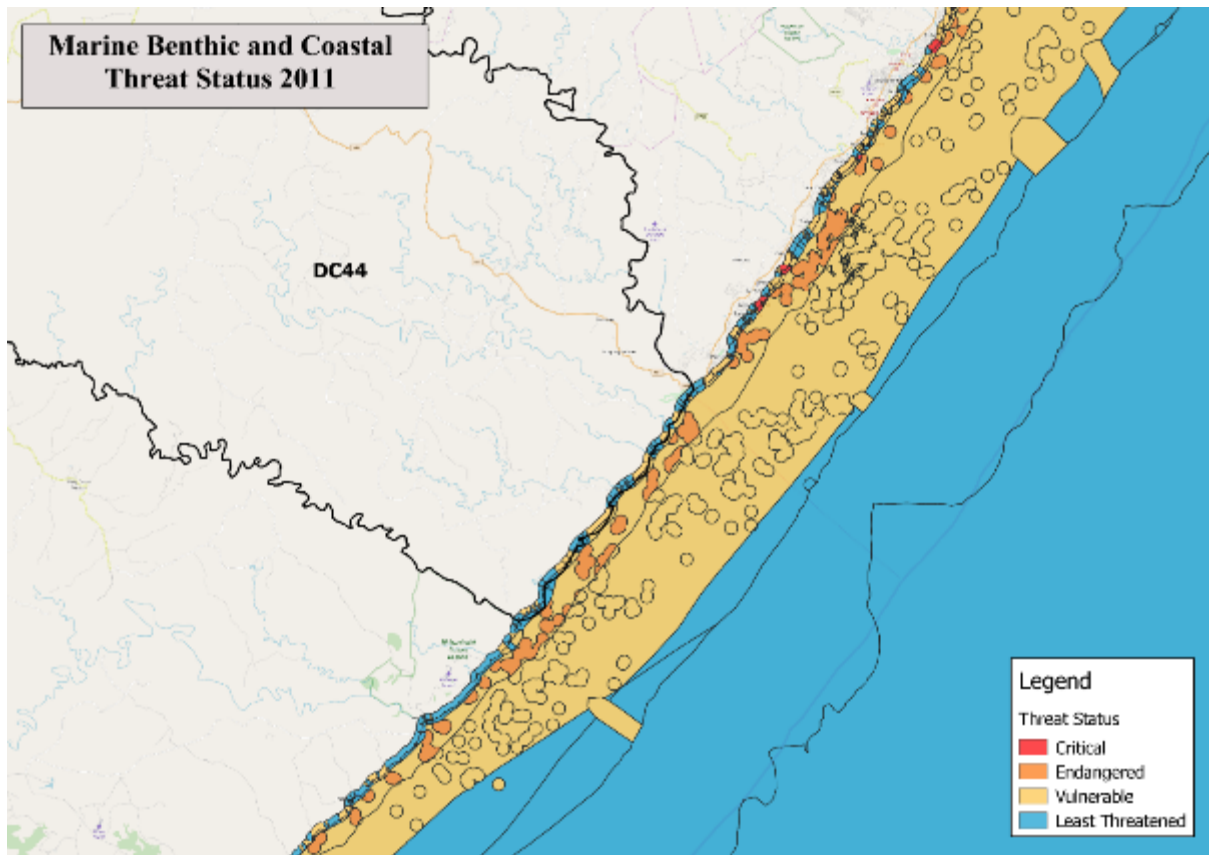 Marine Benthic and Coastal
Threat Status 2011
DC44
Legend
Threat Status
Critical
Endangered
Vulnerable
Least Threatened